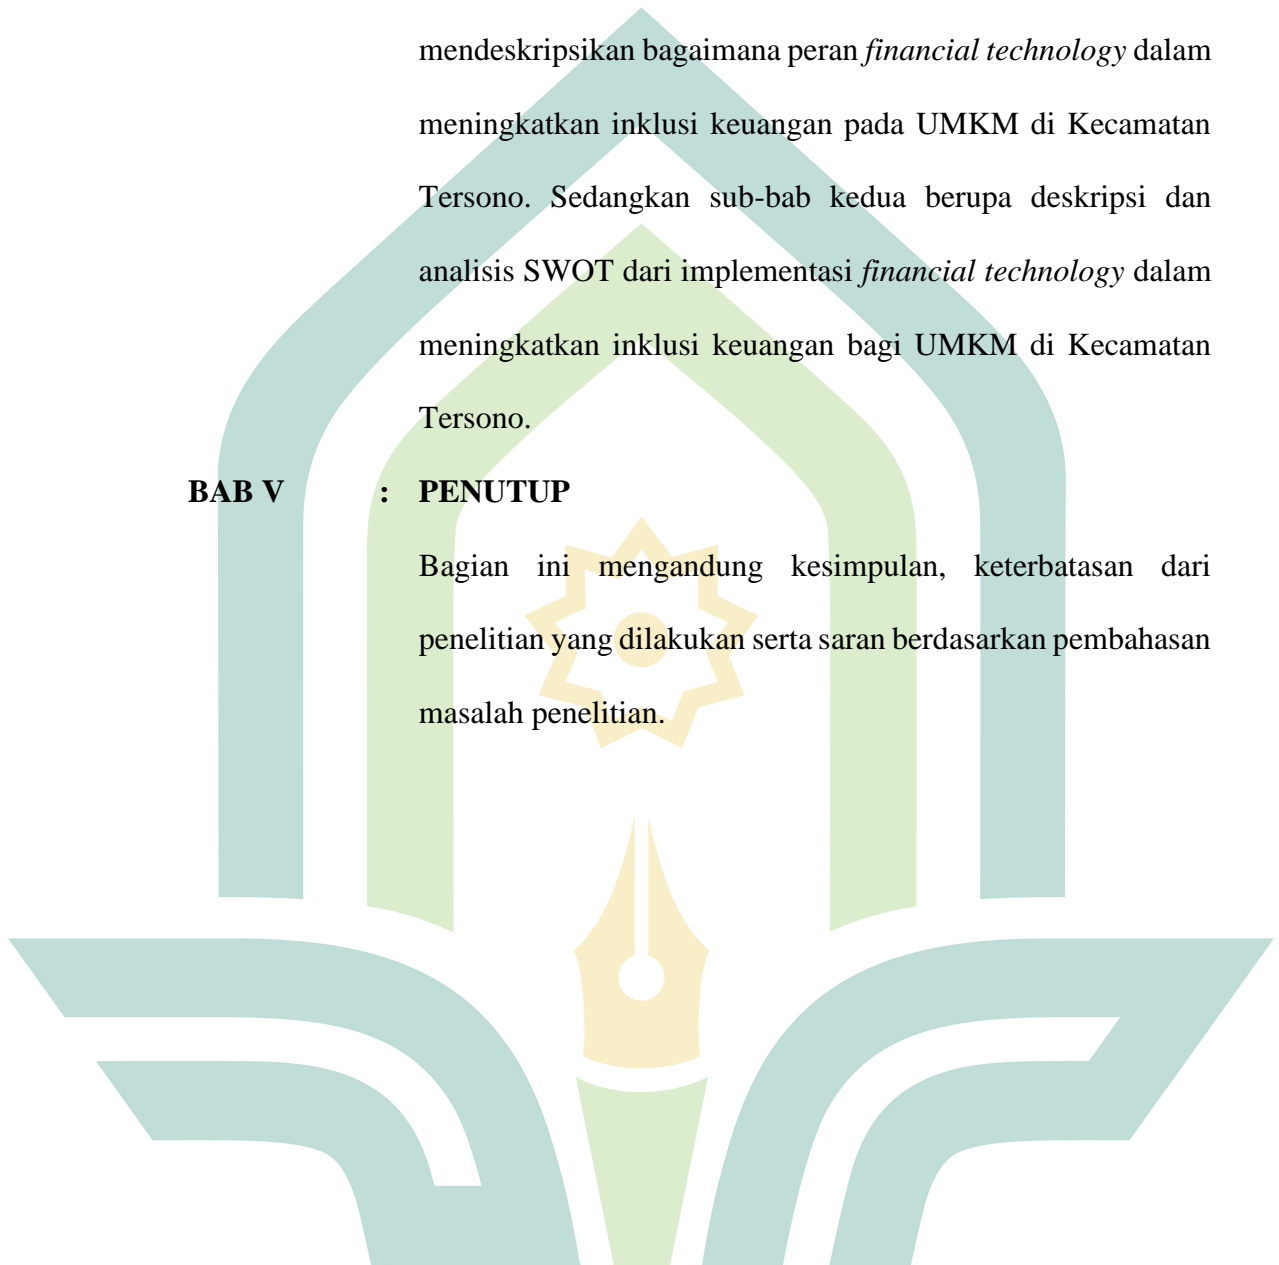 mendeskripsikan bagaimana peran financial technology dalam
meningkatkan inklusi keuangan pada UMKM di Kecamatan
Tersono. Sedangkan sub-bab kedua berupa deskripsi dan
analisis SWOT dari implementasi financial technology dalam
meningkatkan inklusi keuangan bagi UMKM di Kecamatan
Tersono.
BAB V : PENUTUP
Bagian ini mengandung kesimpulan, keterbatasan dari
penelitian yang dilakukan serta saran berdasarkan pembahasan
masalah penelitian.